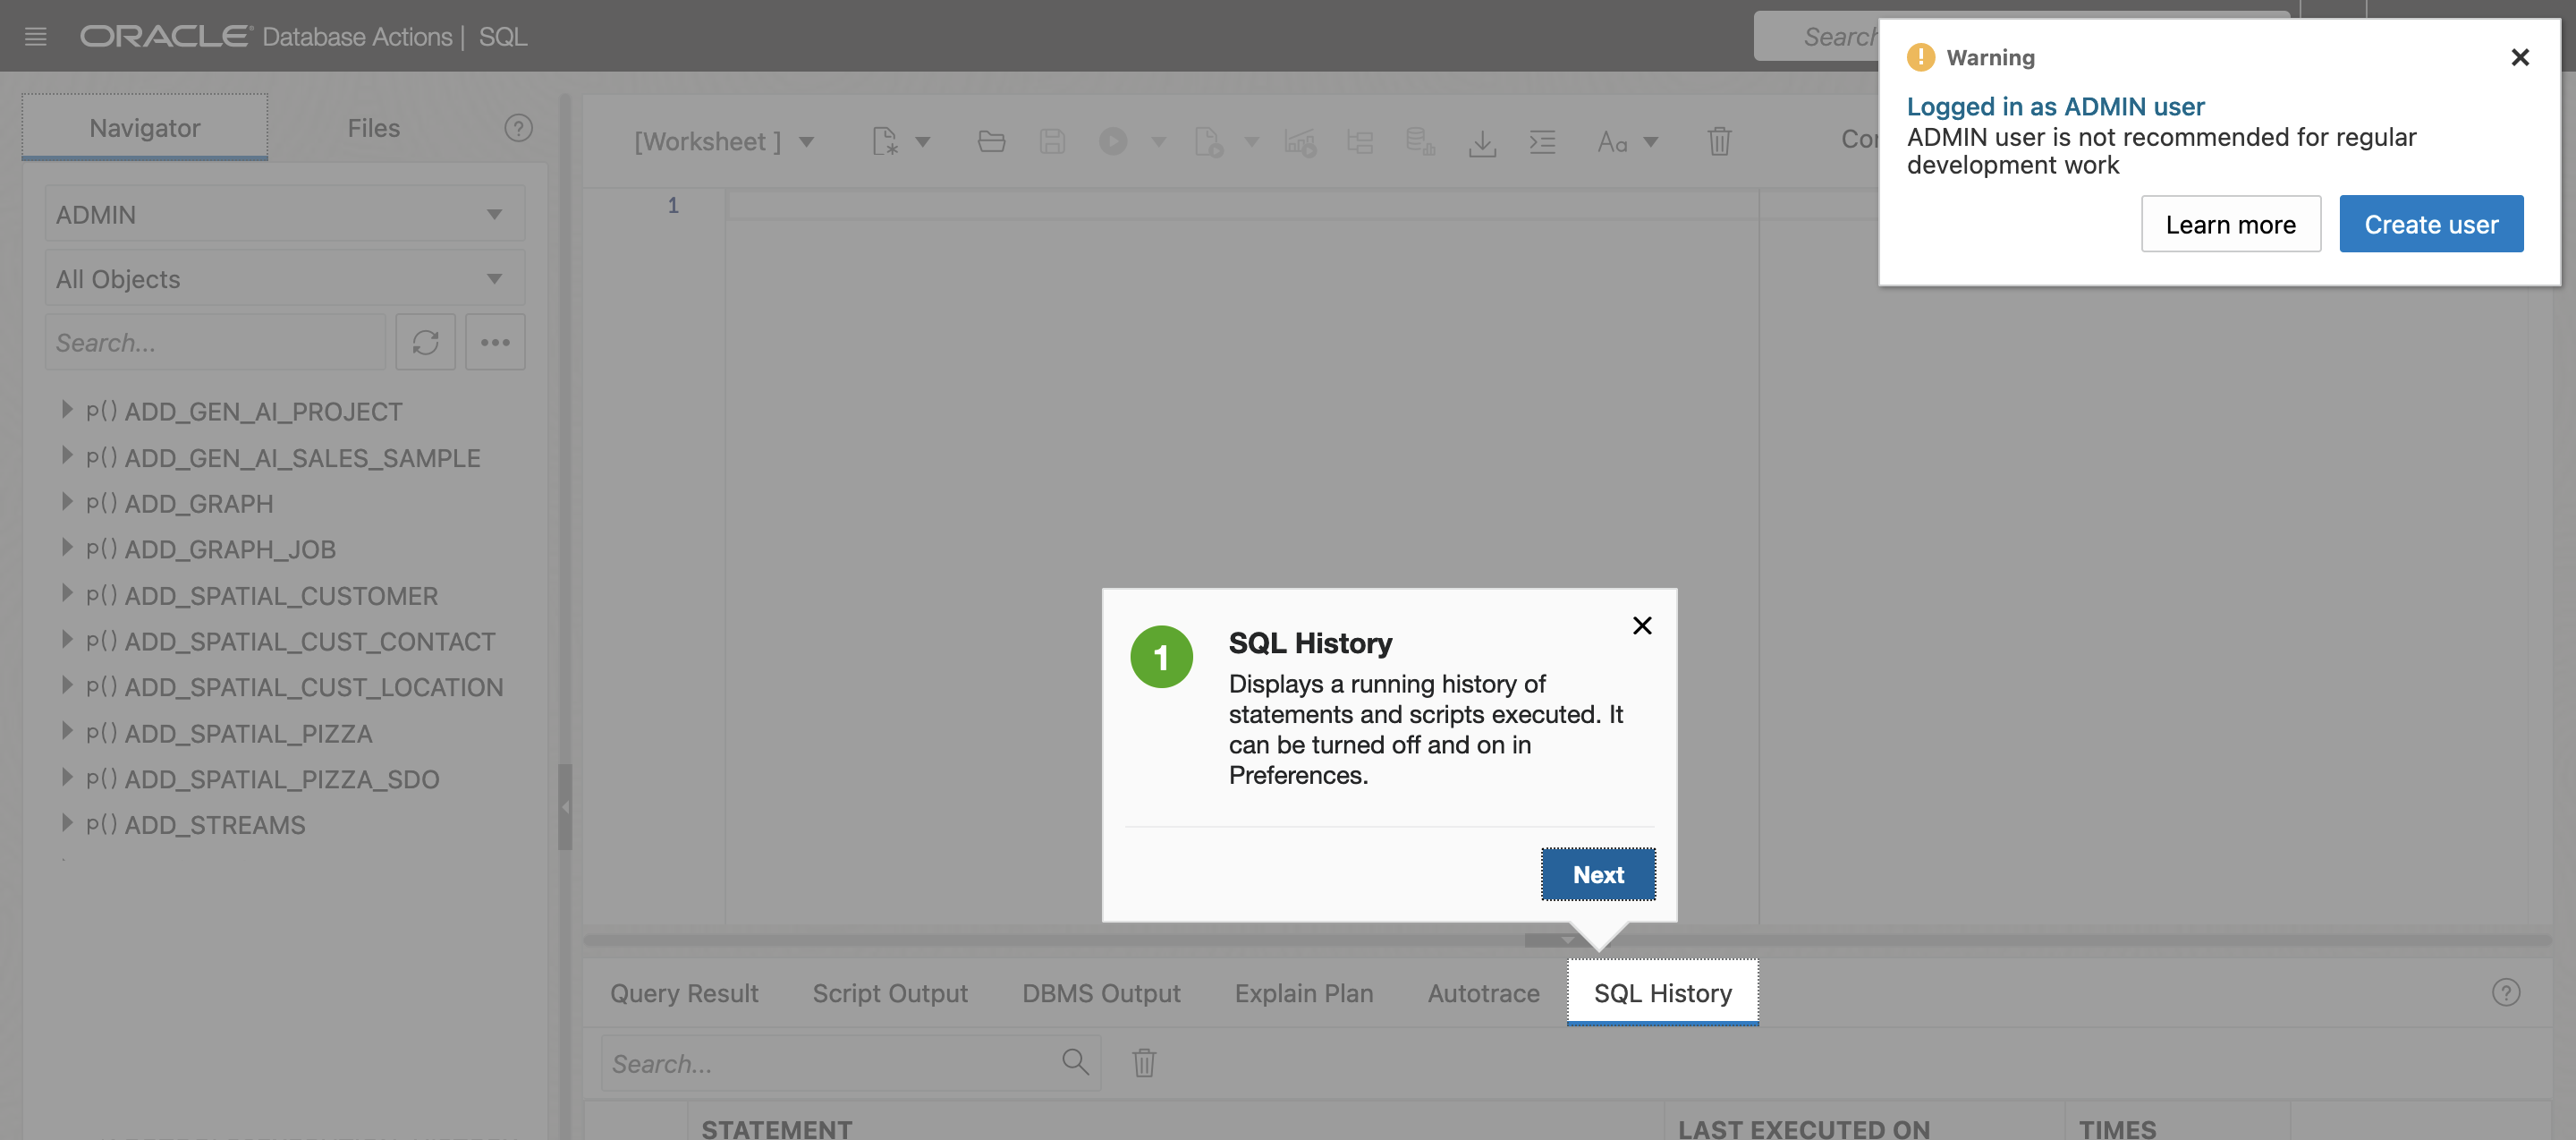 ORACLE Database Actions | SQL
Search
Warning
Logged in as ADMIN user
ADMIN user is not recommended for regular
development work
Learn more
Create user
Navigator
Files
?
[Worksheet ]
Aa
Con
ADMIN
All Objects
Search...
p() ADD_GEN_AI_PROJECT
p() ADD_GEN_AI_SALES_SAMPLE
p() ADD_GRAPH
p() ADD_GRAPH_JOB
p() ADD_SPATIAL_CUSTOMER
p() ADD_SPATIAL_CUST_CONTACT
p() ADD_SPATIAL_CUST_LOCATION
p() ADD_SPATIAL_PIZZA
p() ADD_SPATIAL_PIZZA_SDO
p() ADD_STREAMS
1
1
SQL History
Displays a running history of
statements and scripts executed. It
can be turned off and on in
Preferences.
Next
Query Result
Script Output
DBMS Output
Explain Plan
Autotrace
SQL History
?
Search...
STATEMENT
LAST EXECUTED ON
TIMES